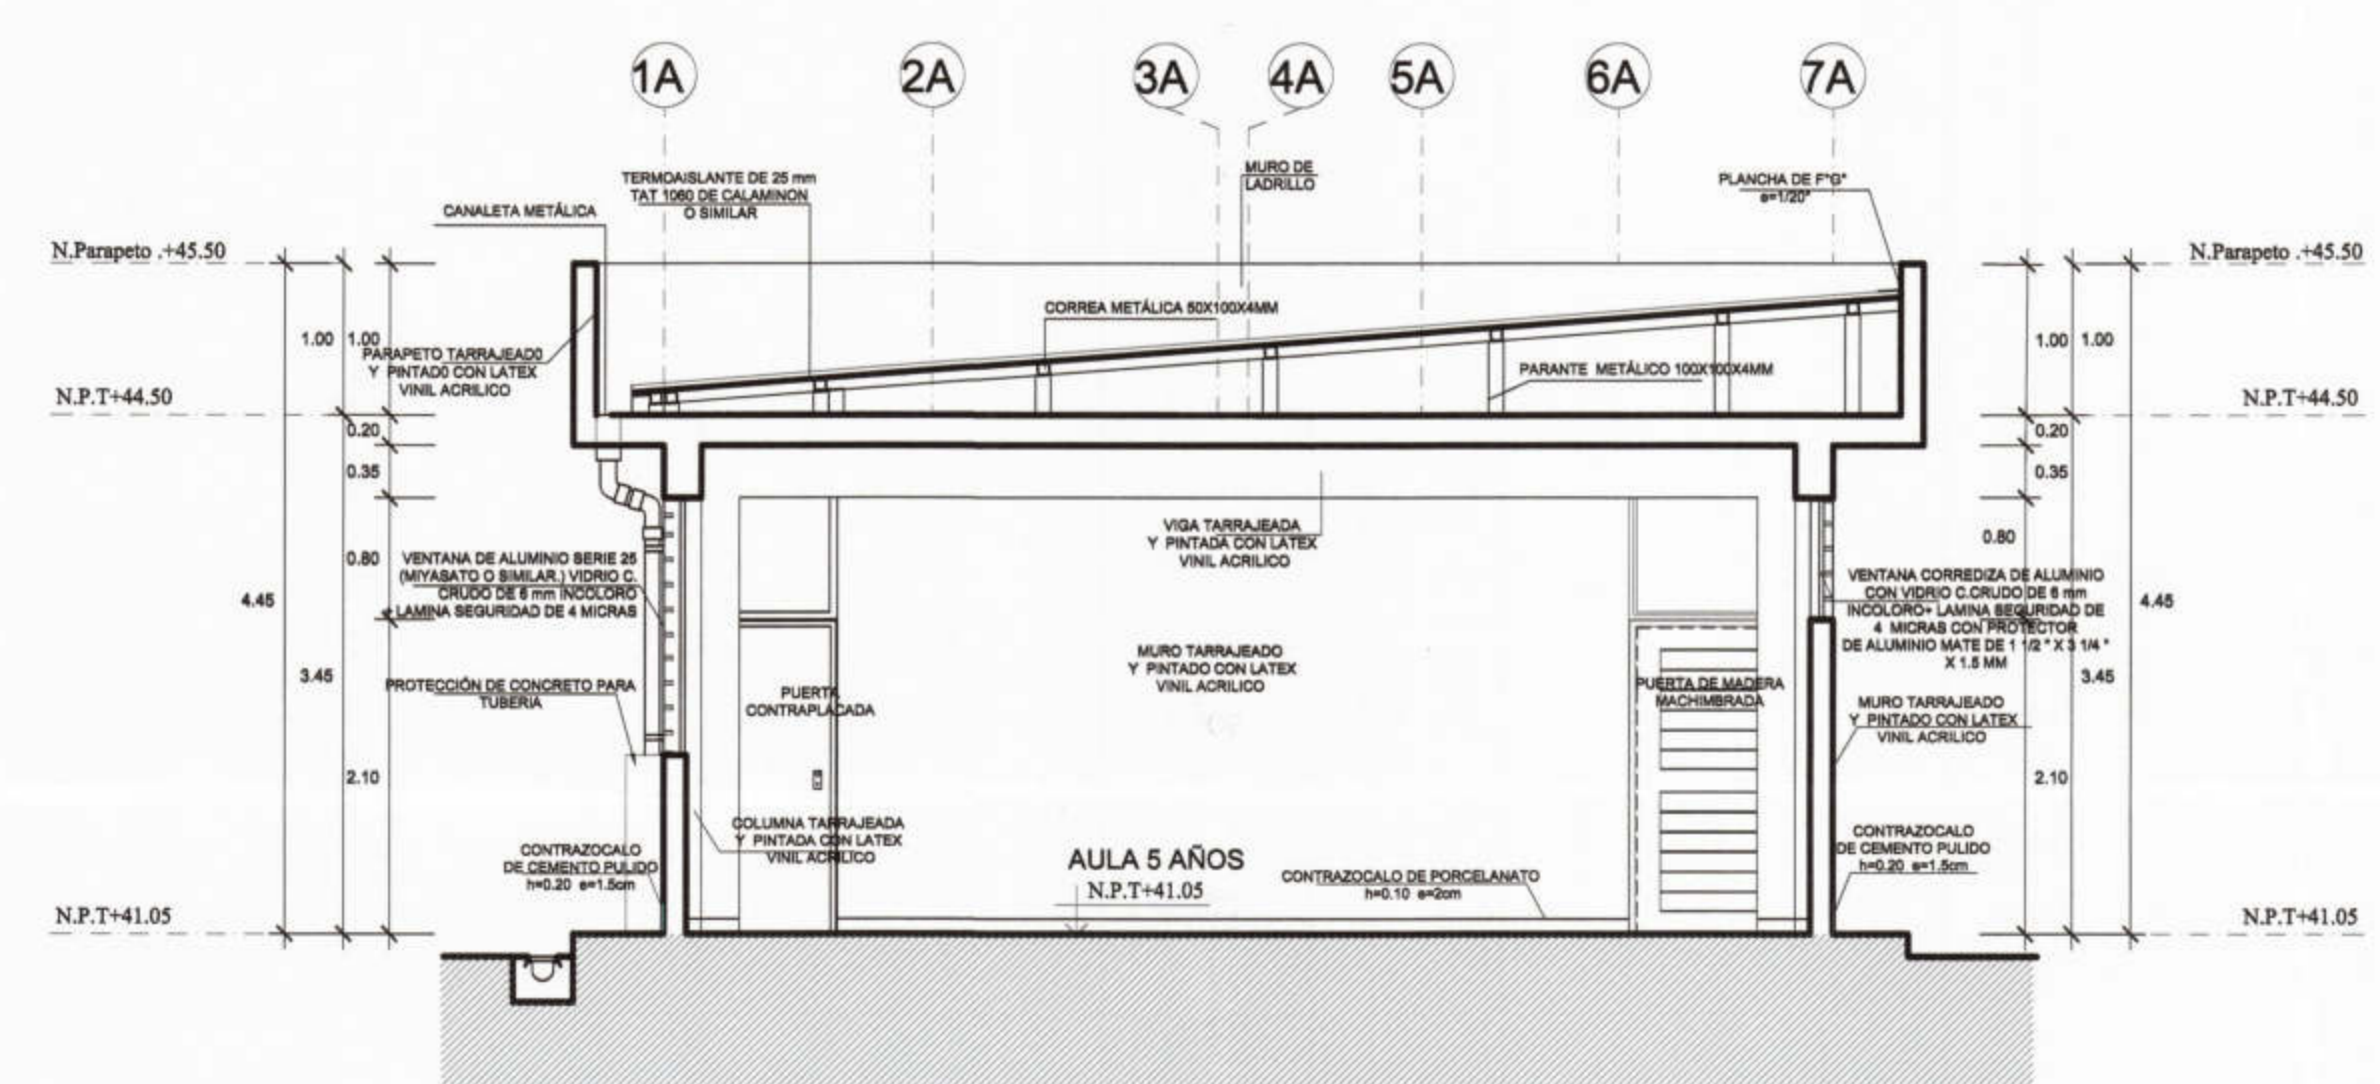 1A 2A 3A 4A 5A 6A 7A
MURO DE
LADRILLO
TERMOAISLANTE DE 25 mm
TAT 1060 DE CALAMINON
O SIMILAR
PLANCHA DE F°G°
e=1/20"
CANALETA METÁLICA
N.Parapeto .+45.50
N.Parapeto .+45.50
CORREA METÁLICA 50X100X4MM
1.00 1.00
1.00 1.00
PARAPETO TARRAJEADO
Y PINTADO CON LATEX
VINIL ACRILICO
PARANTE METÁLICO 100X100X4MM
N.P.T+44.50
N.P.T+44.50
0.20
0.20
0.35
0.35
VIGA TARRAJEADA
Y PINTADA CON LATEX
VINIL ACRILICO
0.80
0.80
VENTANA DE ALUMINIO SERIE 25
(MIYASATO O SIMILAR.) VIDRIO C.
CRUDO DE 6 mm INCOLORO
LAMINA SEGURIDAD DE 4 MICRAS
VENTANA CORREDIZA DE ALUMINIO
CON VIDRIO C.CRUDO DE 6 mm
INCOLORO+ LAMINA SEGURIDAD DE
4 MICRAS CON PROTECTOR
DE ALUMINIO MATE DE 1 1/2 " X 3 1/4 "
X 1.5 MM
4.45
4.45
MURO TARRAJEADO
Y PINTADO CON LATEX
VINIL ACRILICO
3.45
3.45
PROTECCIÓN DE CONCRETO PARA
TUBERIA
PUERTA
CONTRAPLACADA
PUERTA DE MADERA
MACHIMBRADA
MURO TARRAJEADO
Y PINTADO CON LATEX
VINIL ACRILICO
2.10
2.10
COLUMNA TARRAJEADA
Y PINTADA CON LATEX
VINIL ACRILICO
CONTRAZOCALO
DE CEMENTO PULIDO
h=0.20 e=1.5cm
AULA 5 AÑOS
N.P.T+41.05
CONTRAZOCALO DE PORCELANATO
h=0.10 e=2cm
CONTRAZOCALO
DE CEMENTO PULIDO
h=0.20 e=1.5cm
N.P.T+41.05
N.P.T+41.05